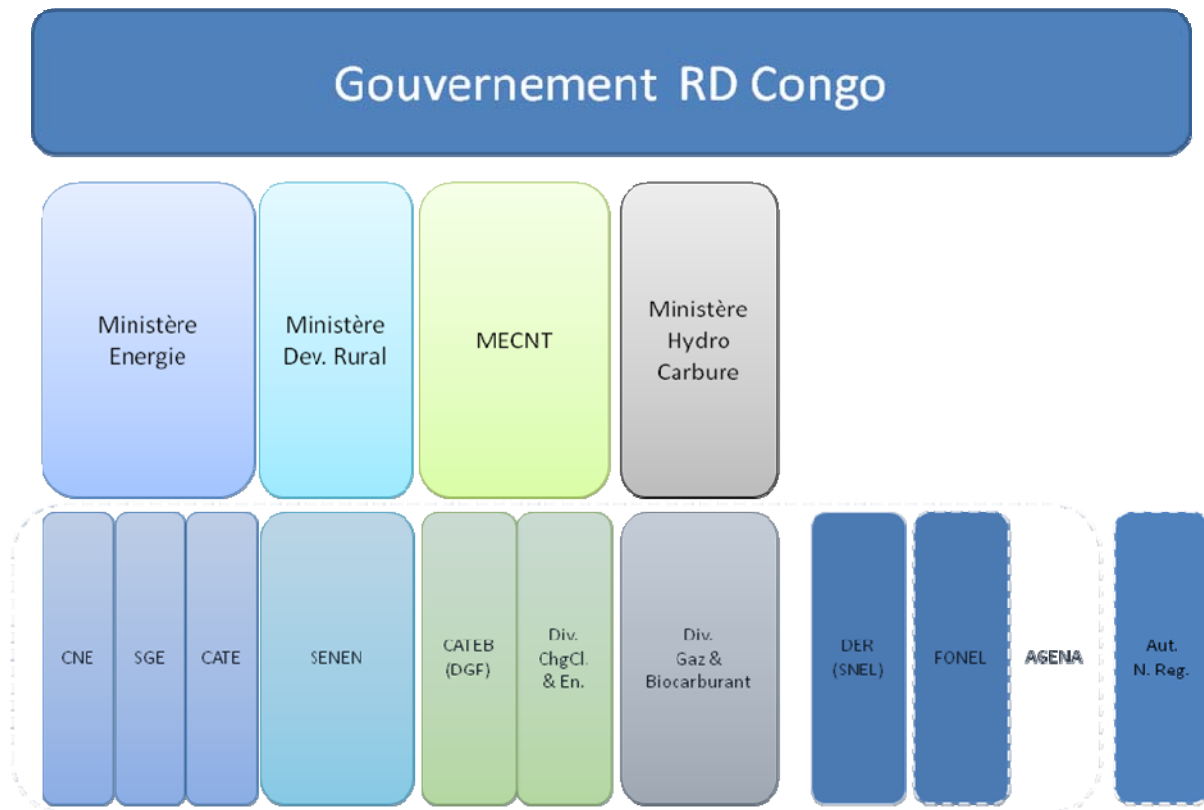 Gouvernement RD Congo
Ministère
Energie
Ministère
Dev. Rural
MECNT
Ministère
Hydro
Carbure
CNE
SGE
CATE
SENEN
CATEB
(DGF)
Div.
ChgCl.
& En.
Div.
Gaz &
Biocarburant
DER
(SNEL)
FONEL
AGENA
Aut.
N. Reg.